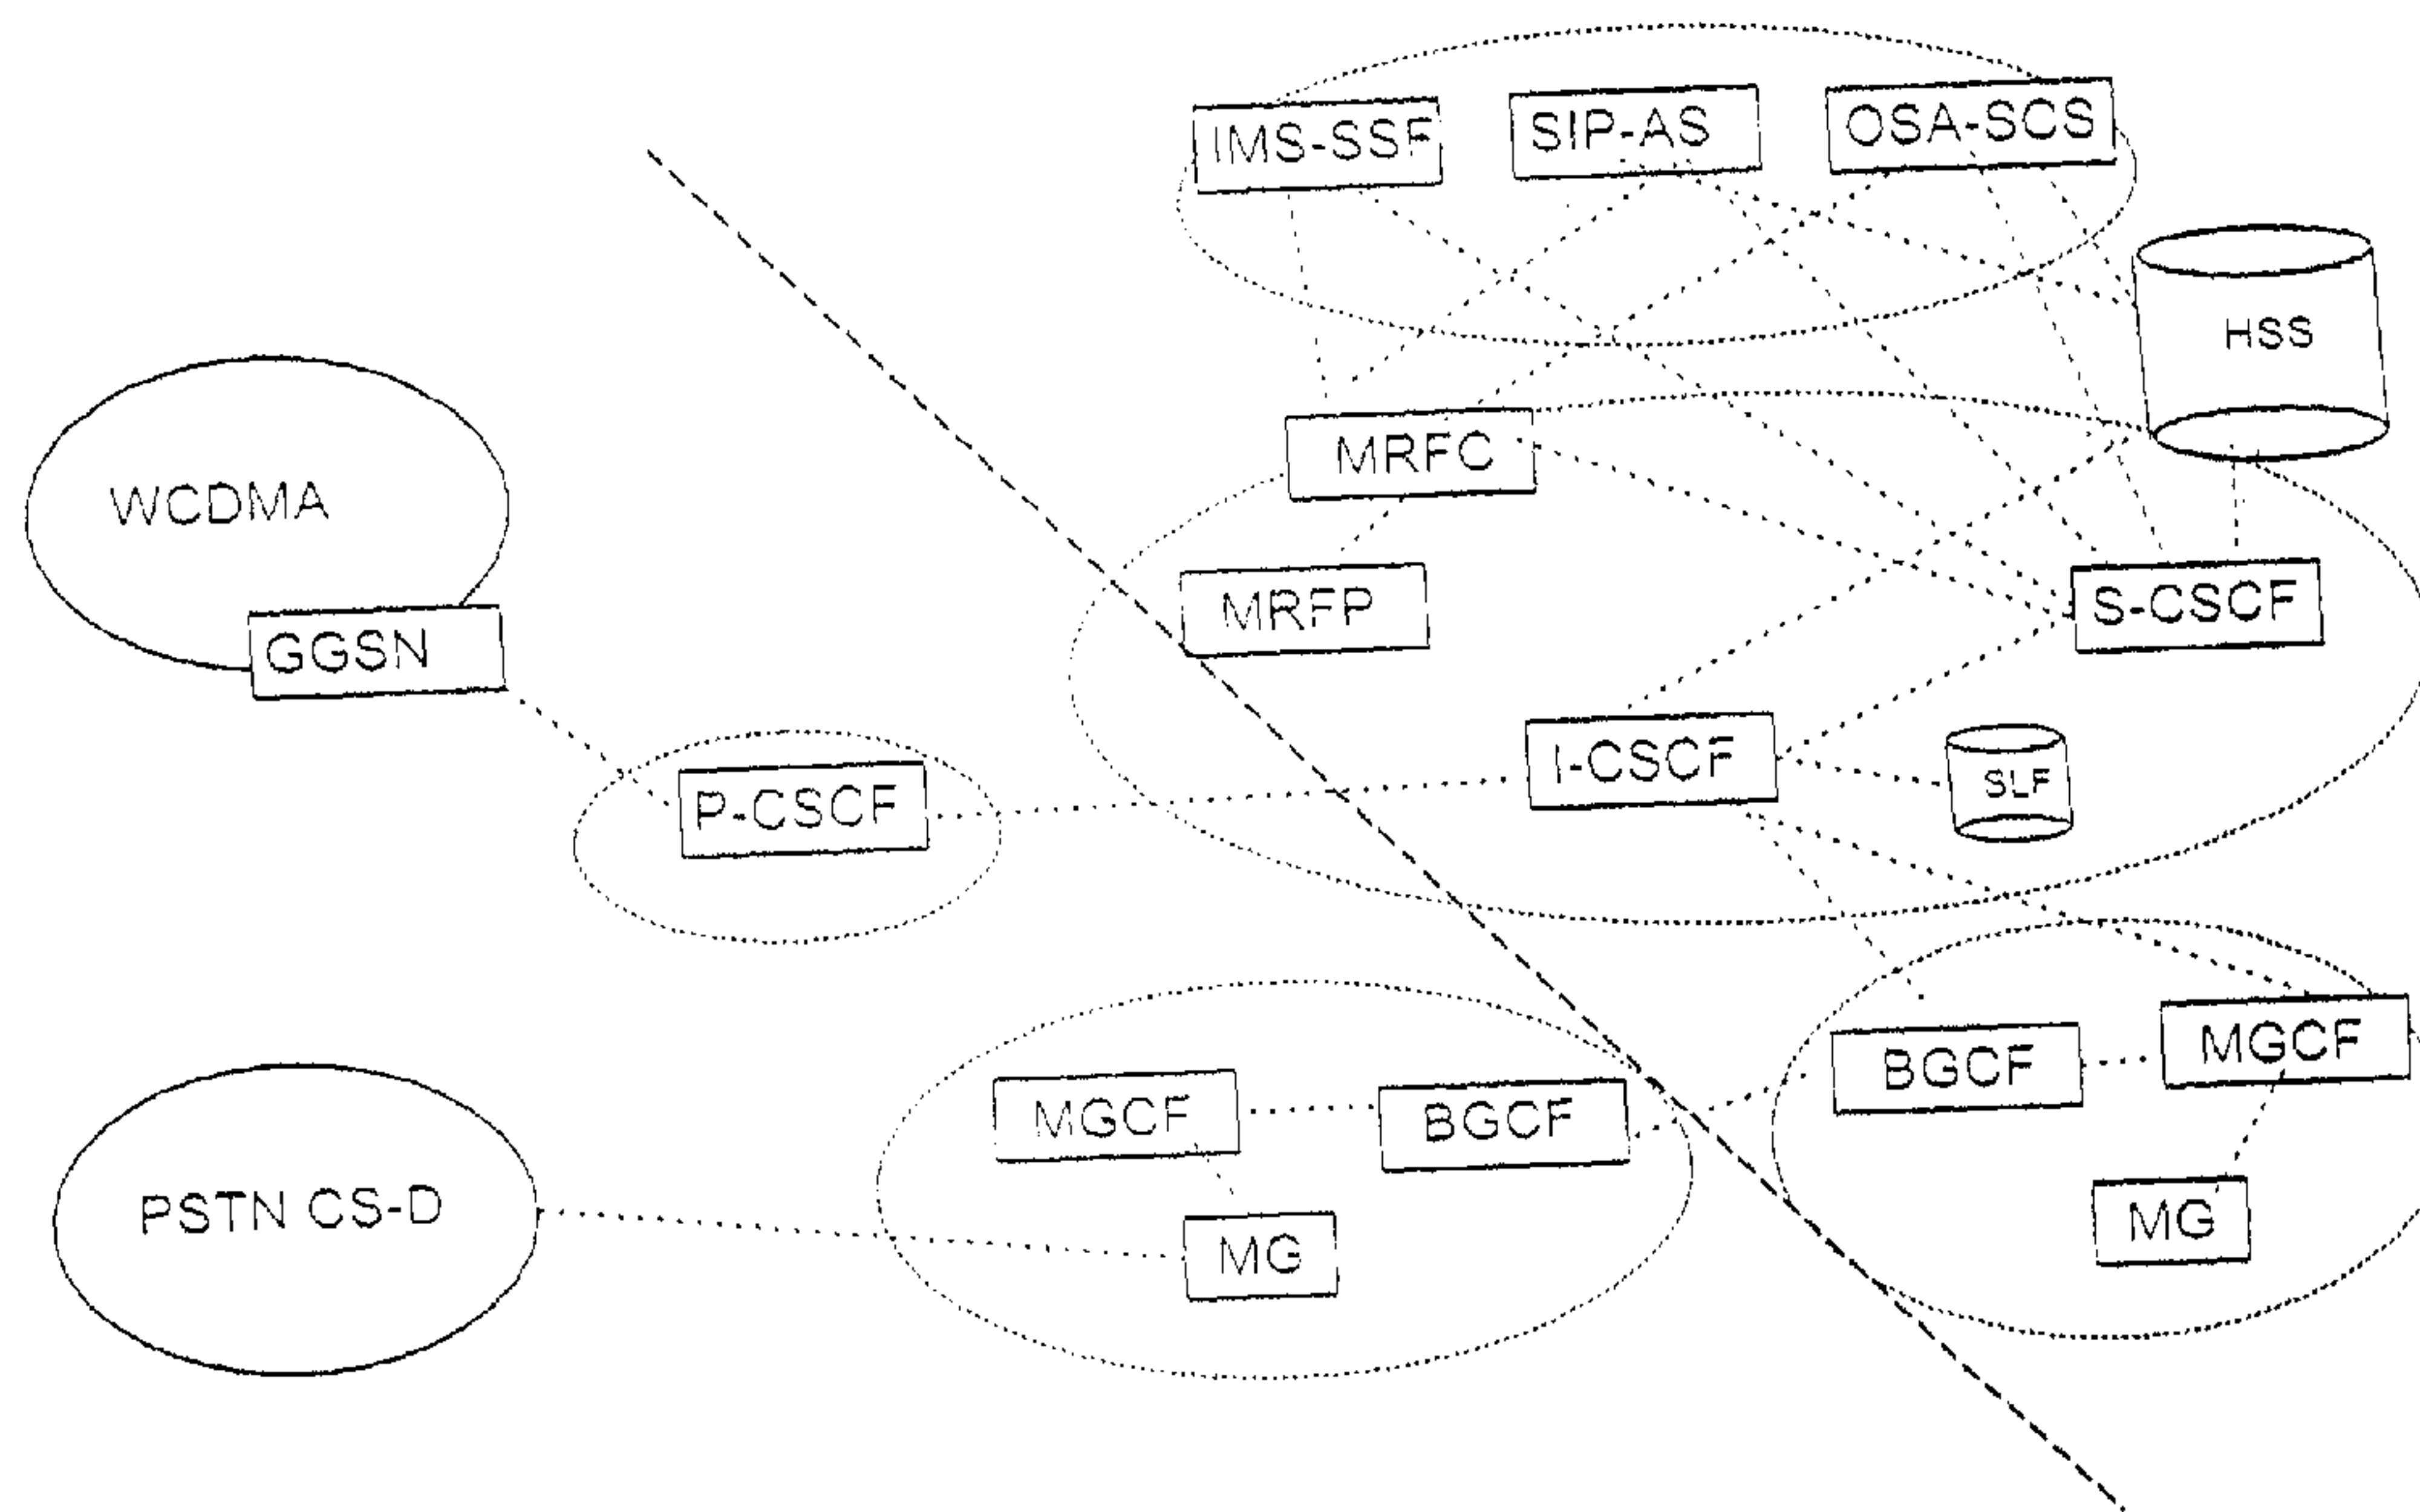 IMS-SSF
SIP-AS
OSA-SCS
HSS
MRFC
WCDMA
MRFP
S-CSCF
GGSN
I-CSCF
SLF
P-CSCF
MGCF
BGCF
BGCF
MGCF
PSTN CS-D
MG
MG